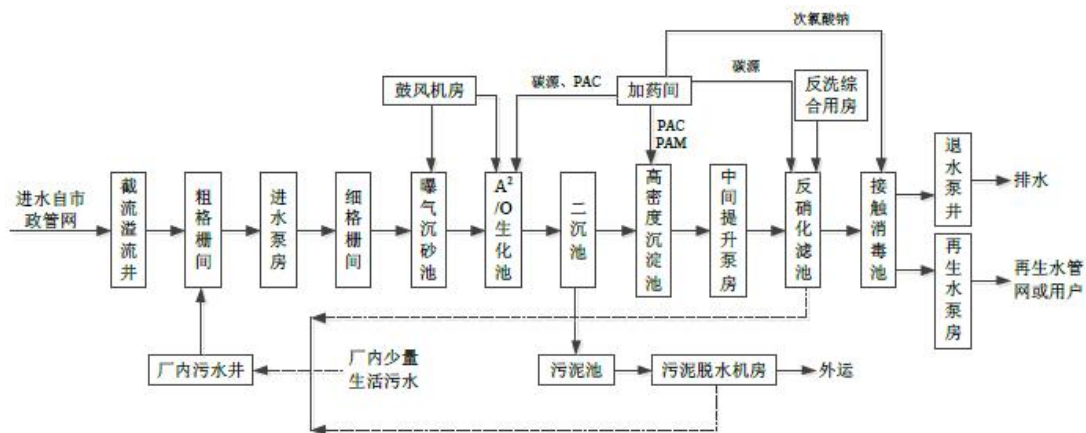 次氯酸钠
碳源、PAC
碳源
鼓风机房
加药间
反洗综
合用房
PAC
PAM
进水自市
政管网
截流溢流井
粗格栅间
进水泵房
细格栅间
曝气沉砂池
A²/O生化池
二沉池
高密度沉淀池
中间提升泵房
反硝化滤池
接触消毒池
退水泵井
排水
再生水泵房
再生水管
网或用户
厂内污水井
厂内少量
生活污水
污泥池
污泥脱水机房
外运